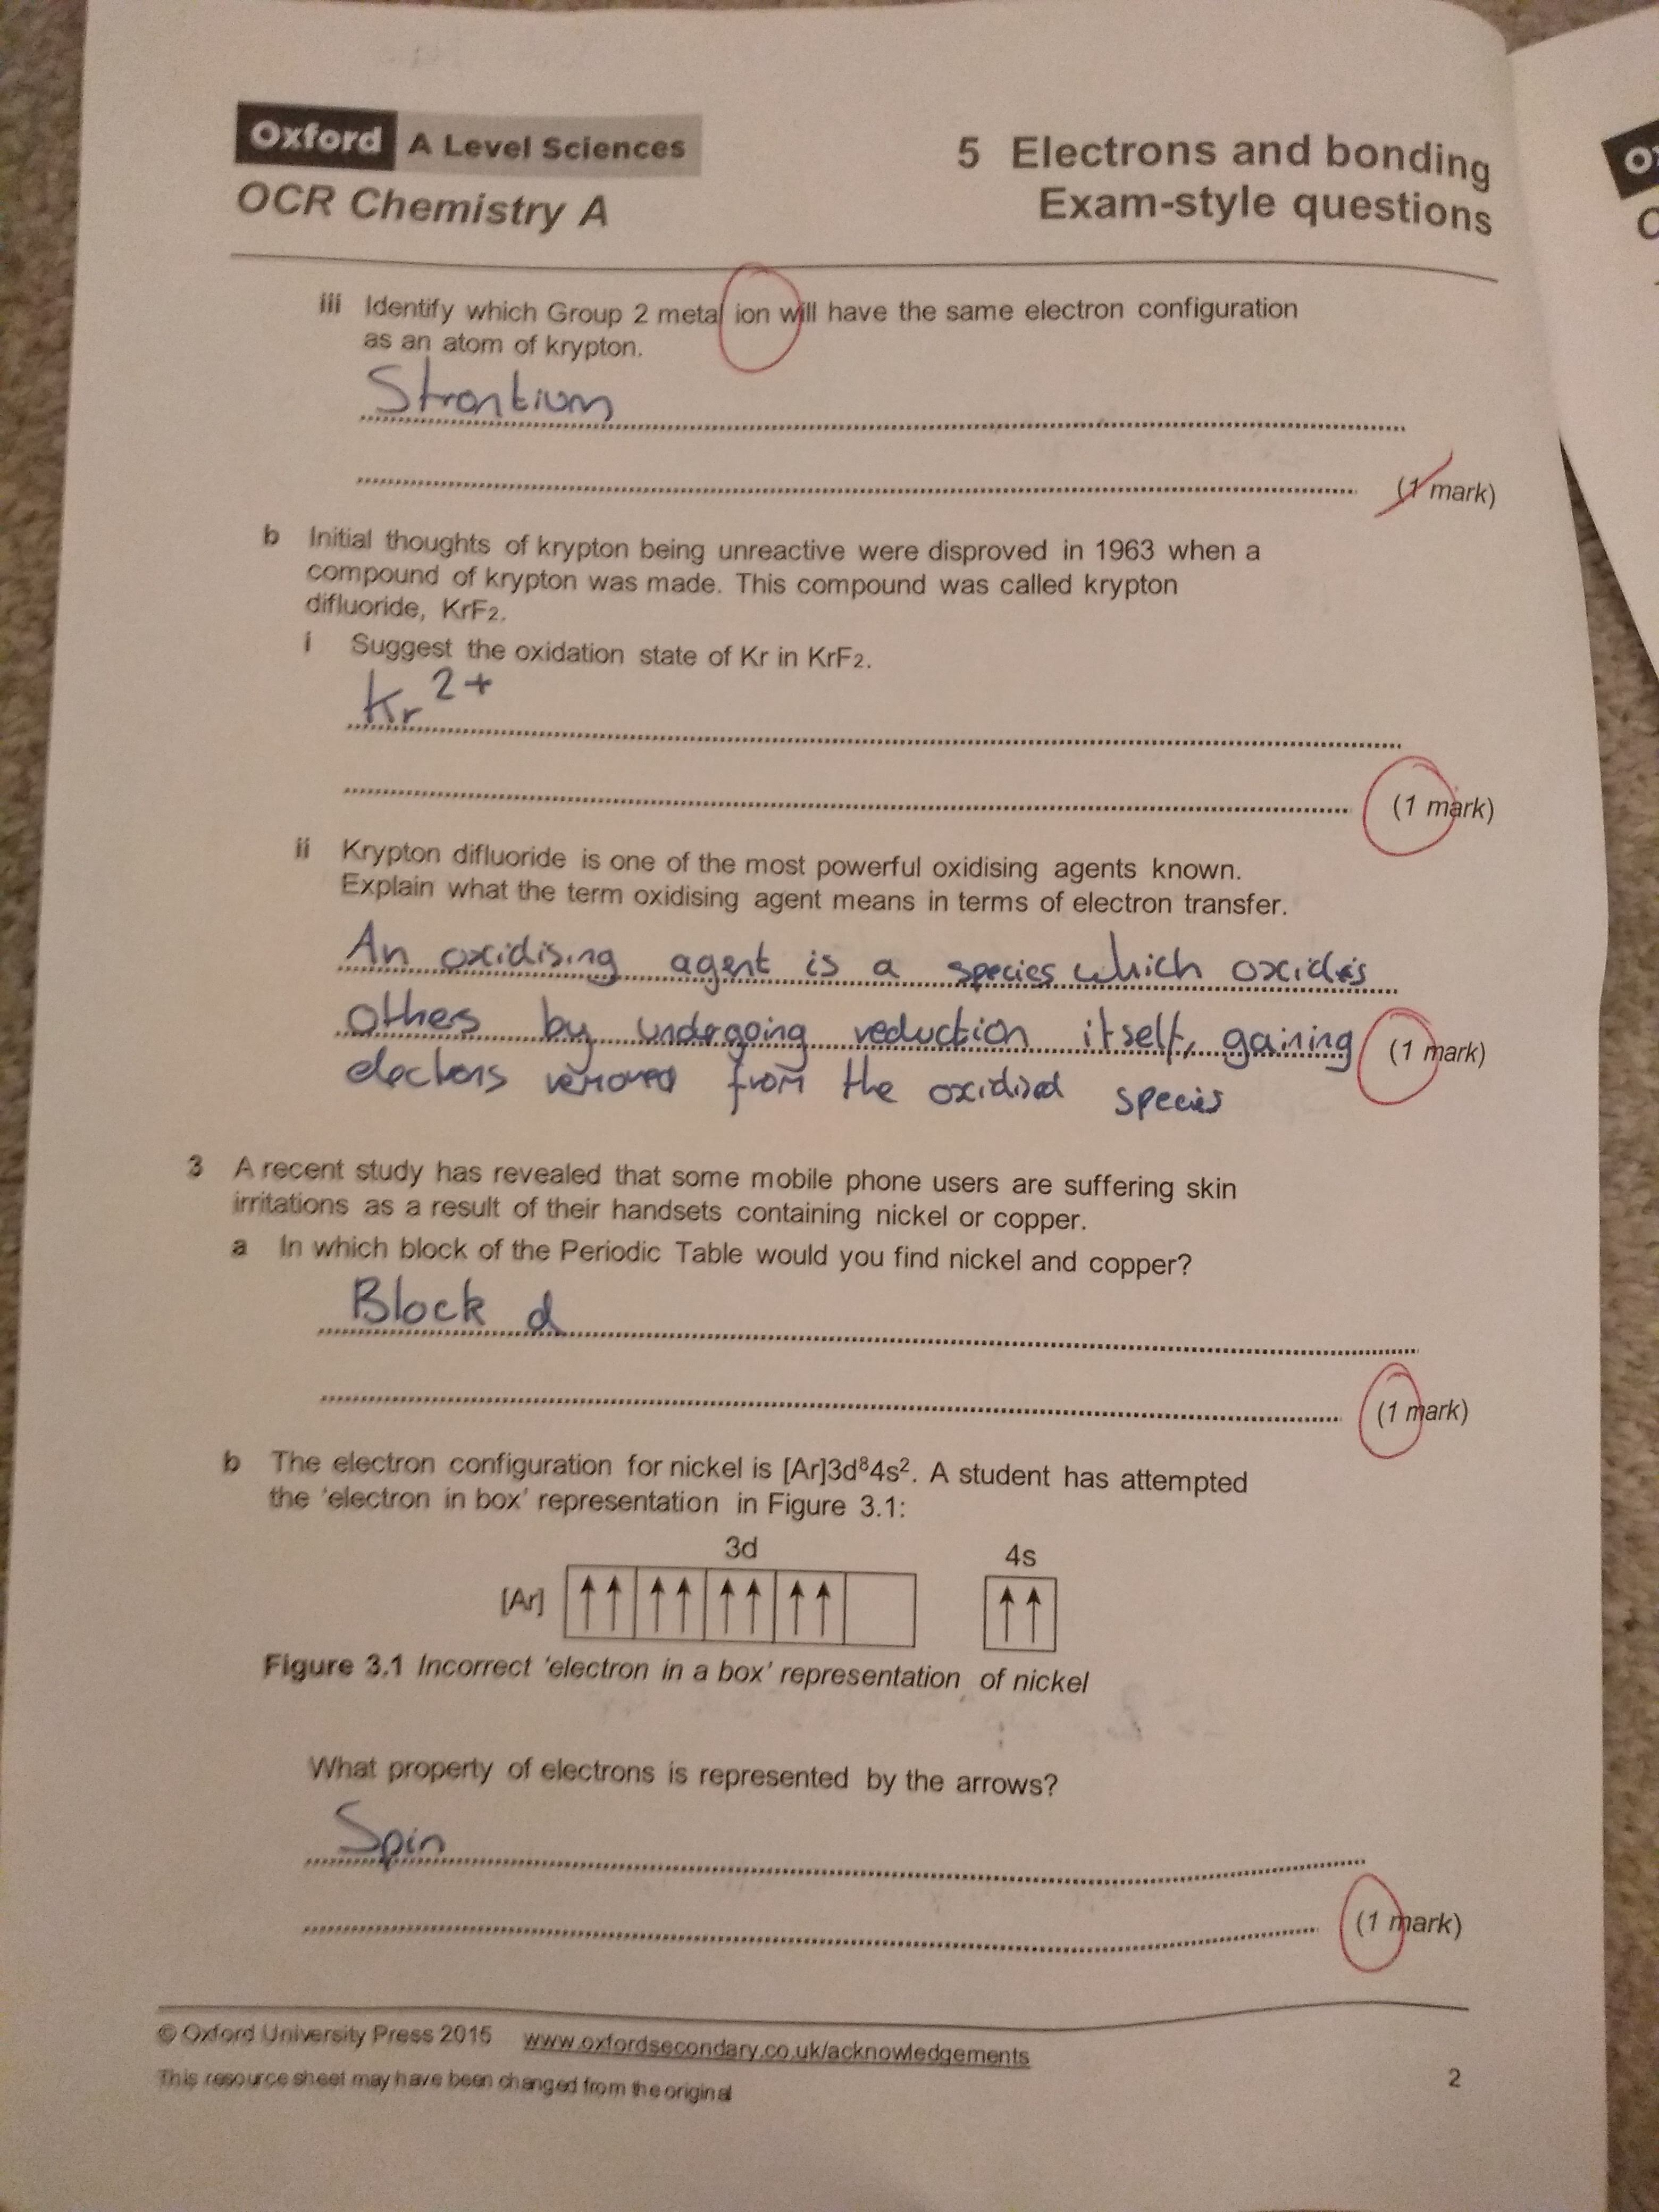 Oxford A Level Sciences
OCR Chemistry A
5 Electrons and bonding
Exam-style questions
iii Identify which Group 2 metal ion will have the same electron configuration
as an atom of krypton.
Strontium
(1 mark)
b Initial thoughts of krypton being unreactive were disproved in 1963 when a
compound of krypton was made. This compound was called krypton
difluoride, KrF₂.
i Suggest the oxidation state of Kr in KrF₂.
Kr²⁺
(1 mark)
ii Krypton difluoride is one of the most powerful oxidising agents known.
Explain what the term oxidising agent means in terms of electron transfer.
An oxidising agent is a species which
others by undergoing reduction itself, gaining (1 mark)
electrons removed from the oxidised species
3 A recent study has revealed that some mobile phone users are suffering skin
irritations as a result of their handsets containing nickel or copper.
a In which block of the Periodic Table would you find nickel and copper?
Block d
(1 mark)
b The electron configuration for nickel is [Ar]3d⁸4s². A student has attempted
the 'electron in box' representation in Figure 3.1:
3d 4s
[Ar]
Figure 3.1 Incorrect 'electron in a box' representation of nickel
What property of electrons is represented by the arrows?
Spin
(1 mark)
© Oxford University Press 2015 www.oxfordsecondary.co.uk/acknowledgements
This resource sheet may have been changed from the original
2